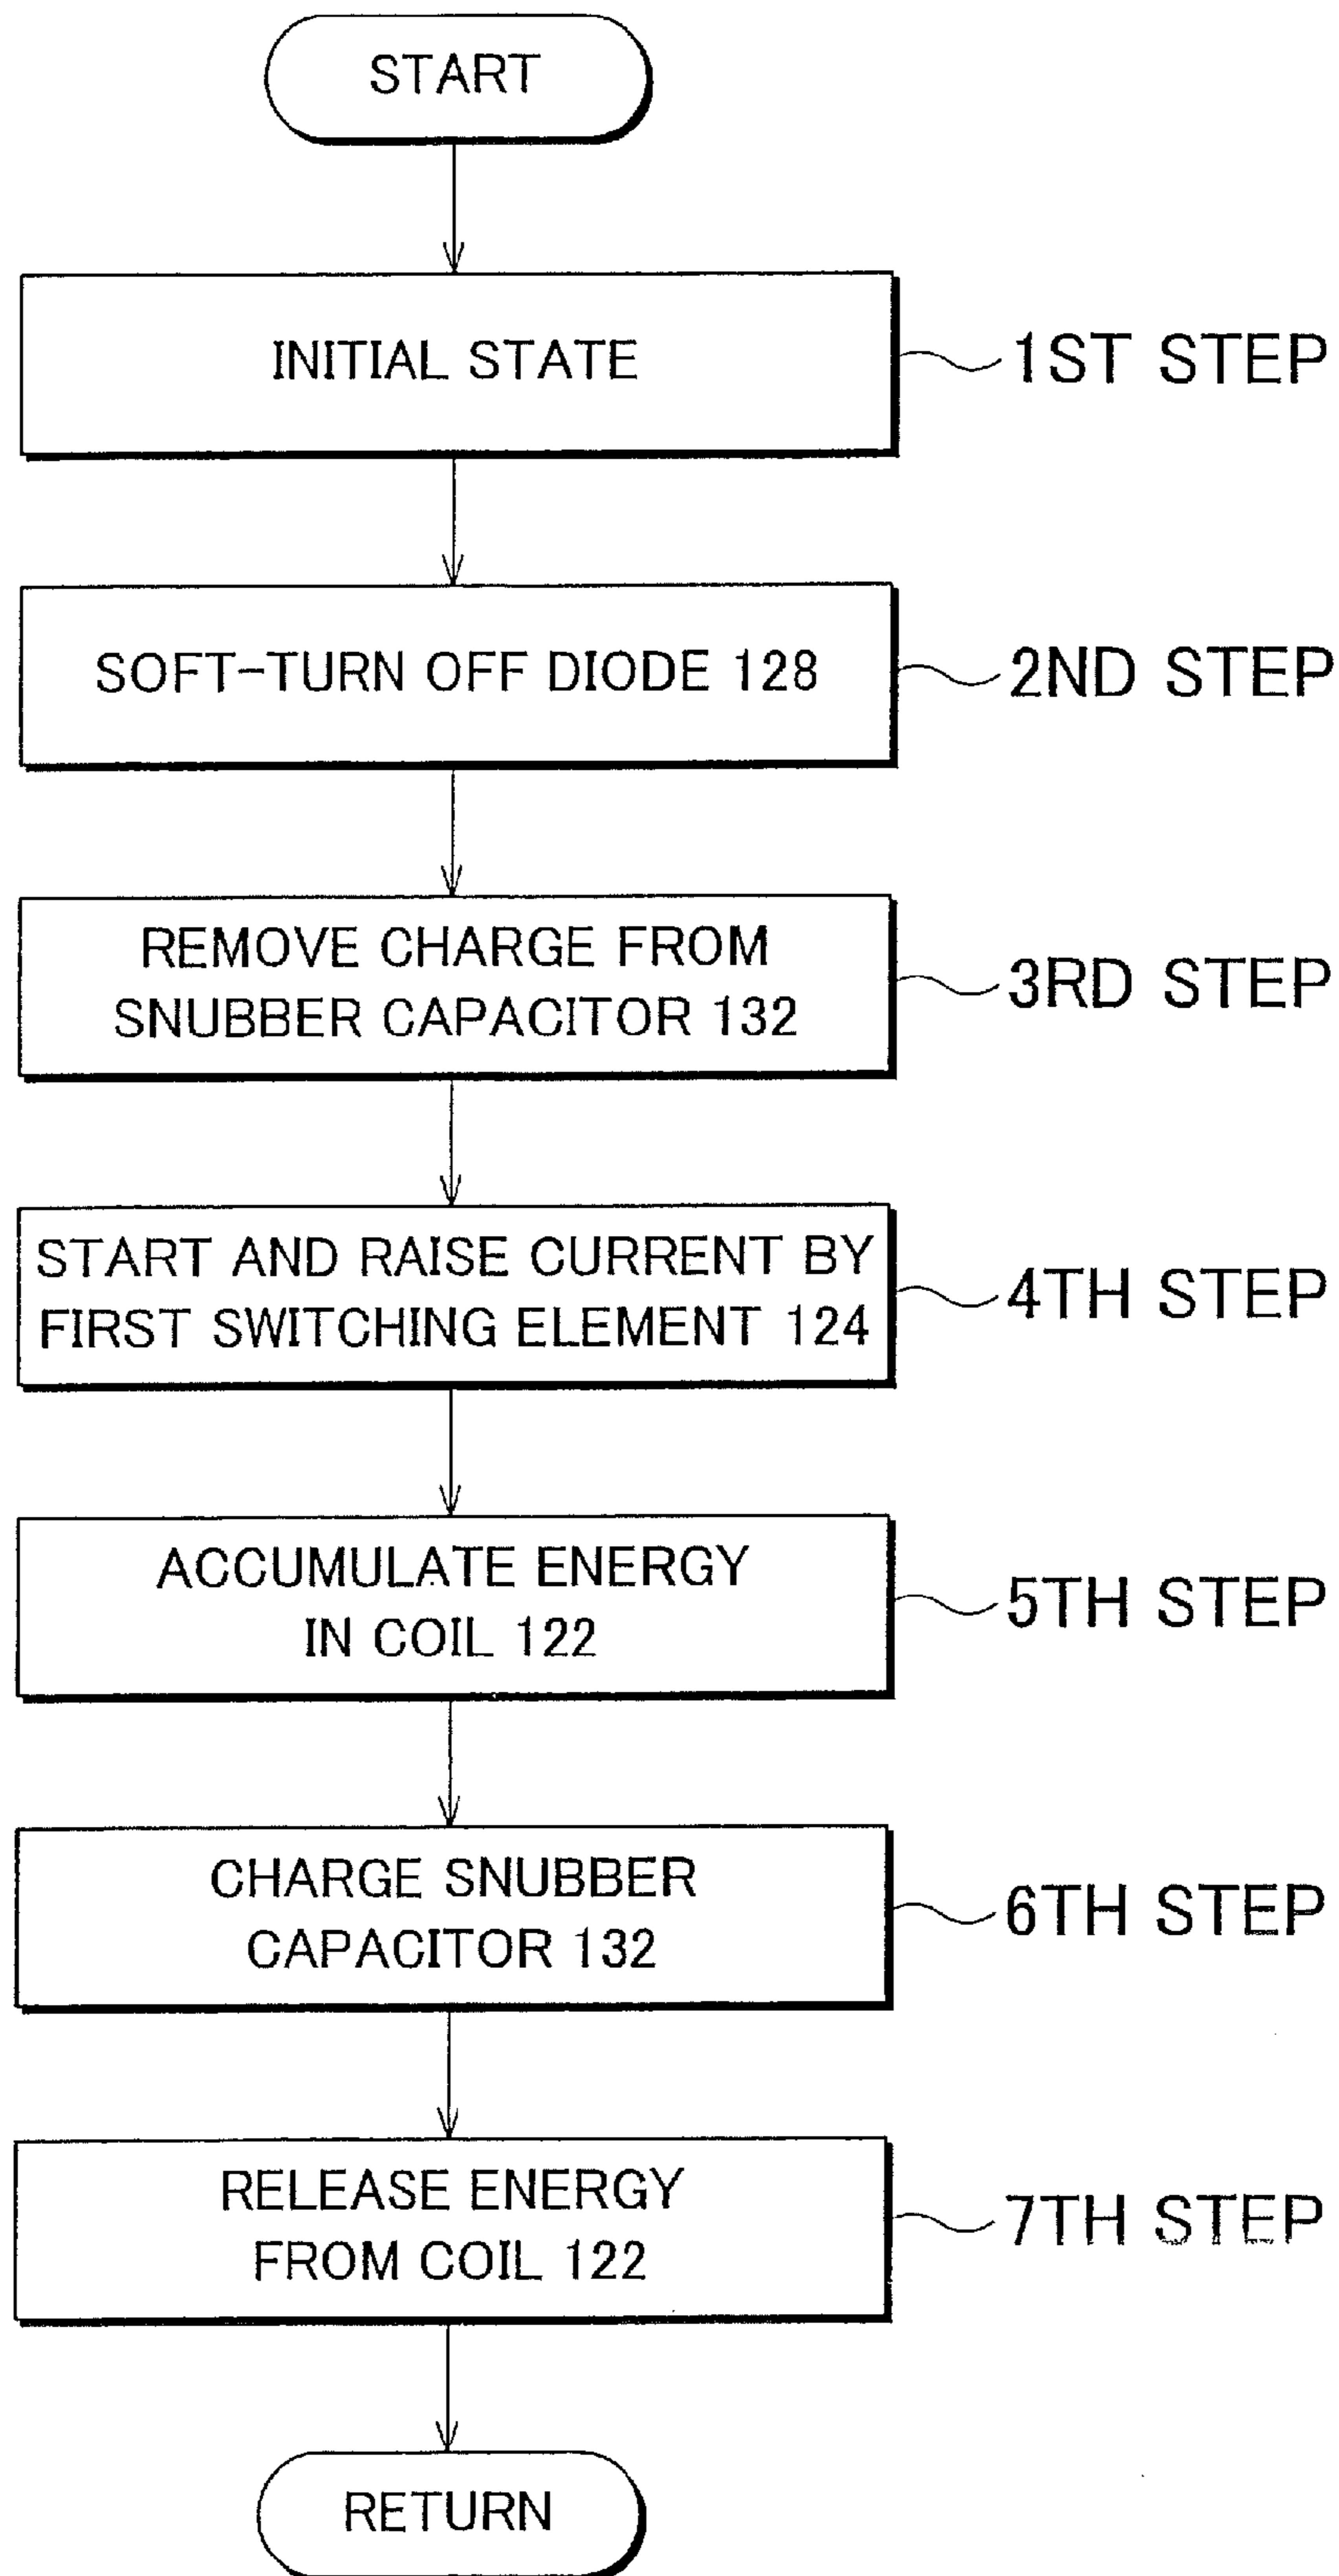 START
INITIAL STATE
1ST STEP
SOFT-TURN OFF DIODE 128
2ND STEP
REMOVE CHARGE FROM
SNUBBER CAPACITOR 132
3RD STEP
START AND RAISE CURRENT BY
FIRST SWITCHING ELEMENT 124
4TH STEP
ACCUMULATE ENERGY
IN COIL 122
5TH STEP
CHARGE SNUBBER
CAPACITOR 132
6TH STEP
RELEASE ENERGY
FROM COIL 122
7TH STEP
RETURN